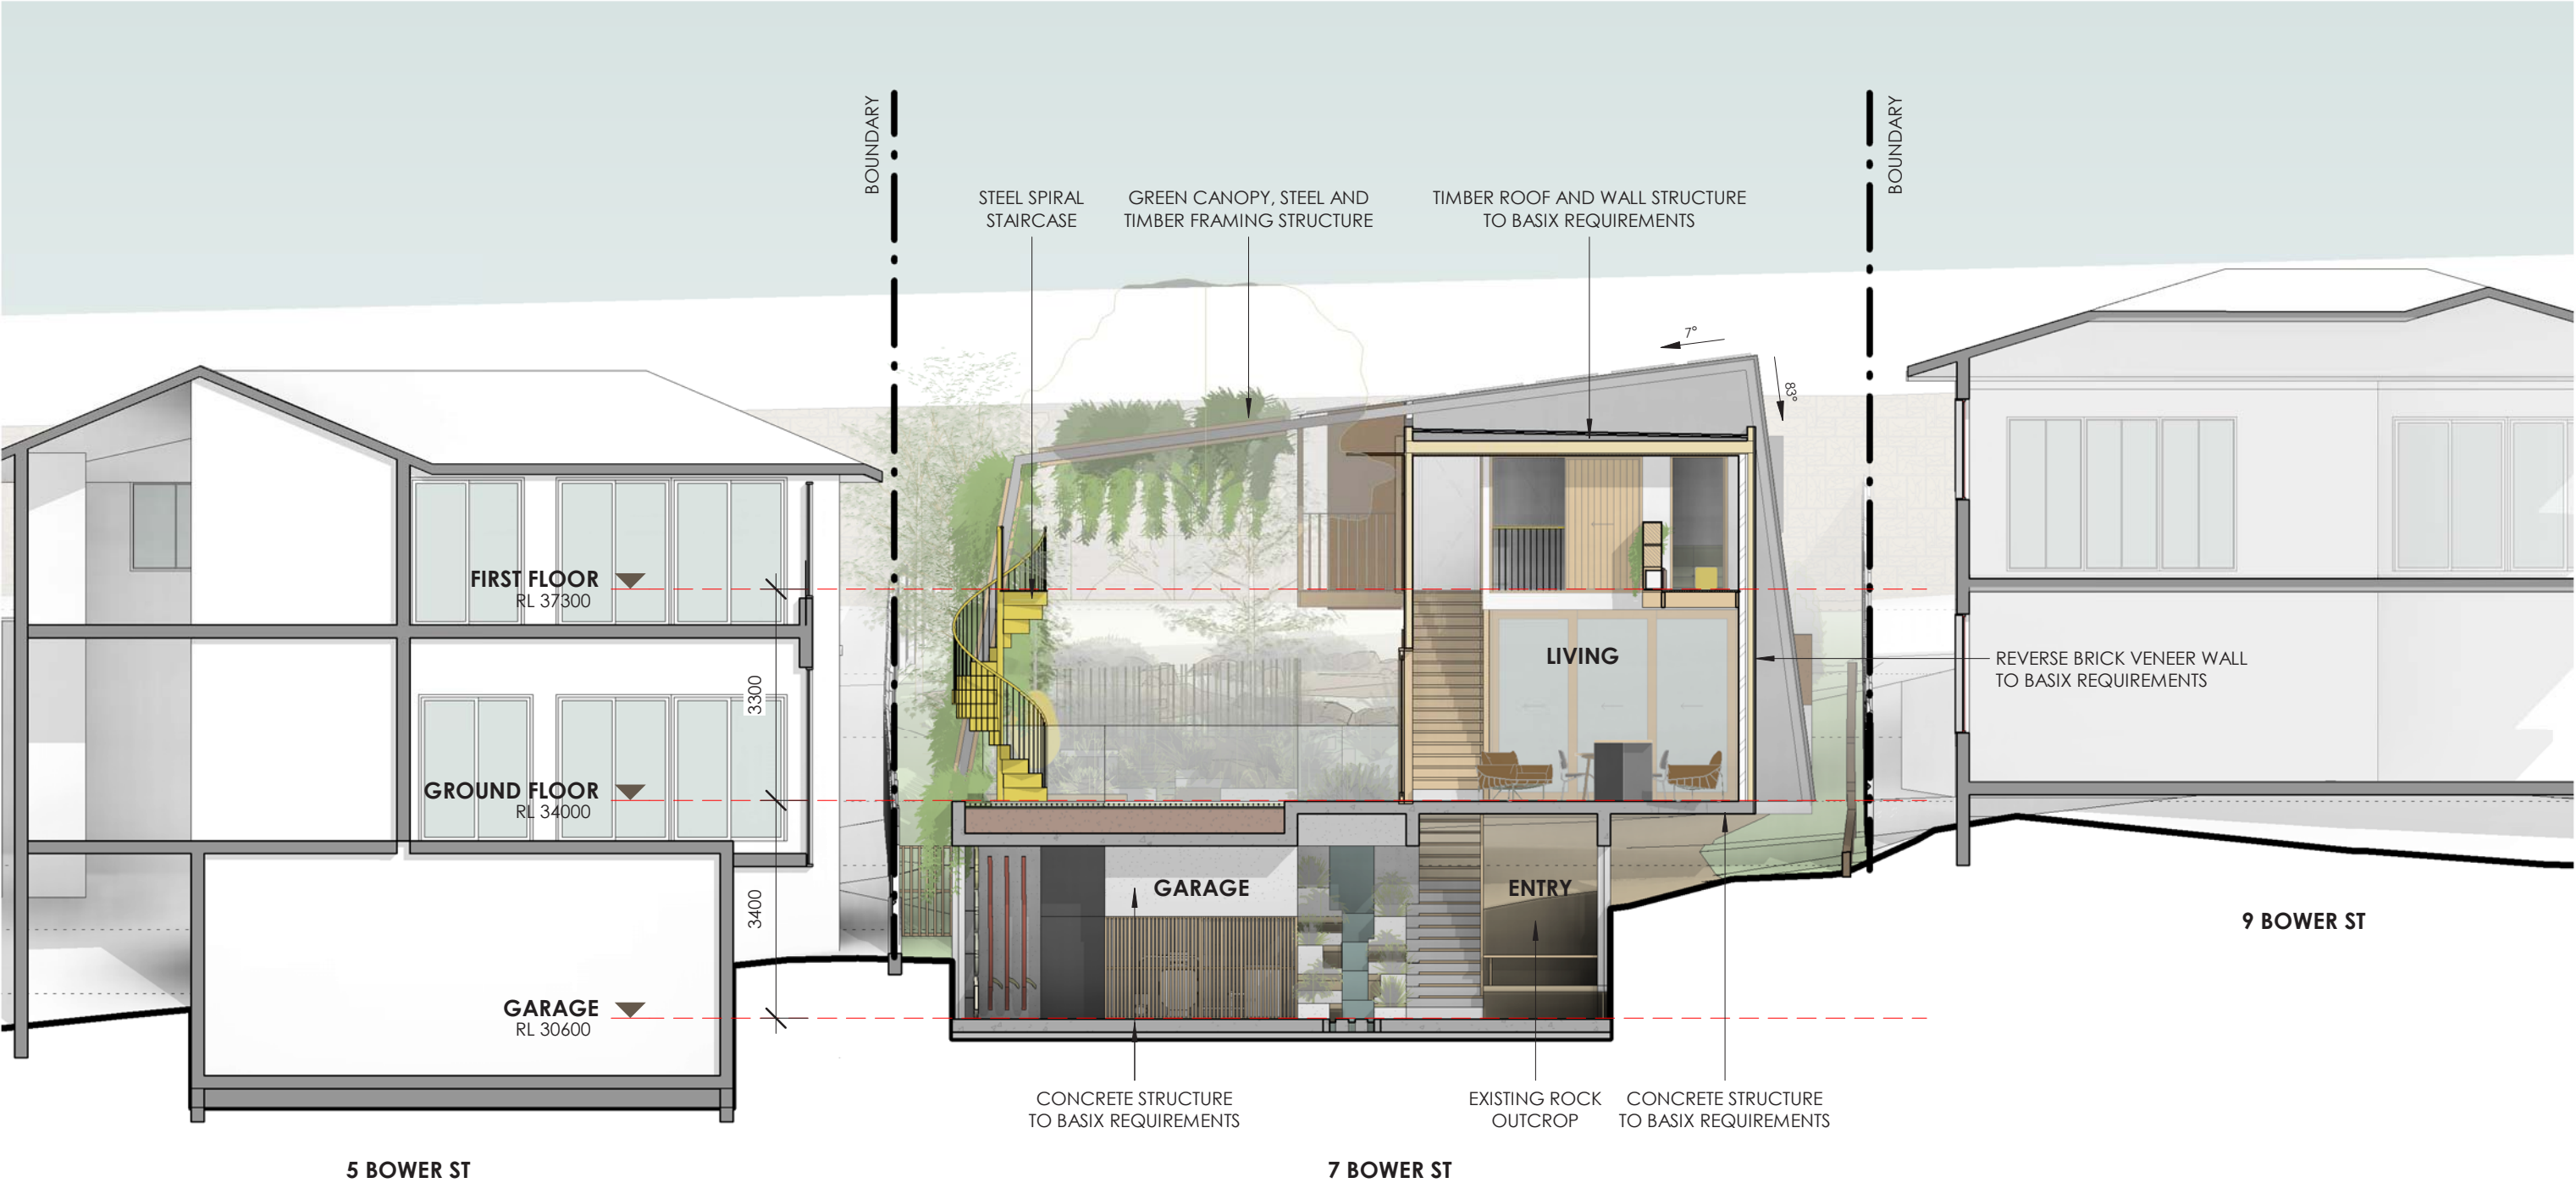 BOUNDARY
BOUNDARY
STEEL SPIRAL
STAIRCASE
GREEN CANOPY, STEEL AND
TIMBER FRAMING STRUCTURE
TIMBER ROOF AND WALL STRUCTURE
TO BASIX REQUIREMENTS
7°
83°
FIRST FLOOR
RL 37300
3300
LIVING
REVERSE BRICK VENEER WALL
TO BASIX REQUIREMENTS
GROUND FLOOR
RL 34000
3400
GARAGE
ENTRY
9 BOWER ST
GARAGE
RL 30600
CONCRETE STRUCTURE
TO BASIX REQUIREMENTS
EXISTING ROCK
OUTCROP
CONCRETE STRUCTURE
TO BASIX REQUIREMENTS
5 BOWER ST
7 BOWER ST